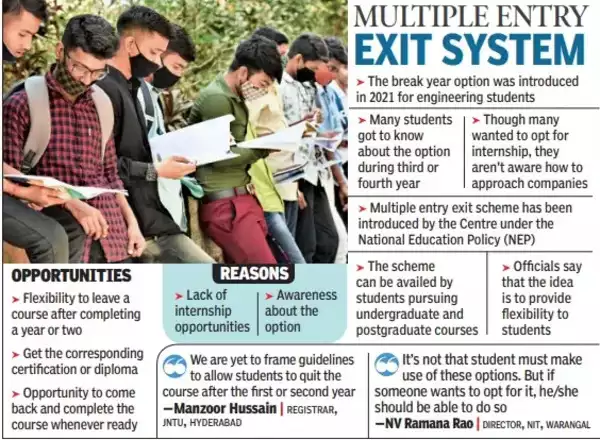 MULTIPLE ENTRY
EXIT SYSTEM
➤ The break year option was introduced
in 2021 for engineering students
➤ Many students
got to know
about the option
during third or
fourth year
➤ Though many
wanted to opt for
internship, they
aren't aware how to
approach companies
➤ Multiple entry exit scheme has been
introduced by the Centre under the
National Education Policy (NEP)
➤ The scheme
can be availed by
students pursuing
undergraduate and
postgraduate courses
➤ Officials say
that the idea
is to provide
flexibility to
students
OPPORTUNITIES
➤ Flexibility to leave a
course after completing
a year or two
➤ Get the corresponding
certification or diploma
➤ Opportunity to come
back and complete the
course whenever ready
REASONS
➤ Lack of
internship
opportunities
➤ Awareness
about the
option
We are yet to frame guidelines
to allow students to quit the
course after the first or second year
—Manzoor Hussain | REGISTRAR,
JNTU, HYDERABAD
It's not that student must make
use of these options. But if
someone wants to opt for it, he/she
should be able to do so
—NV Ramana Rao | DIRECTOR, NIT, WARANGAL